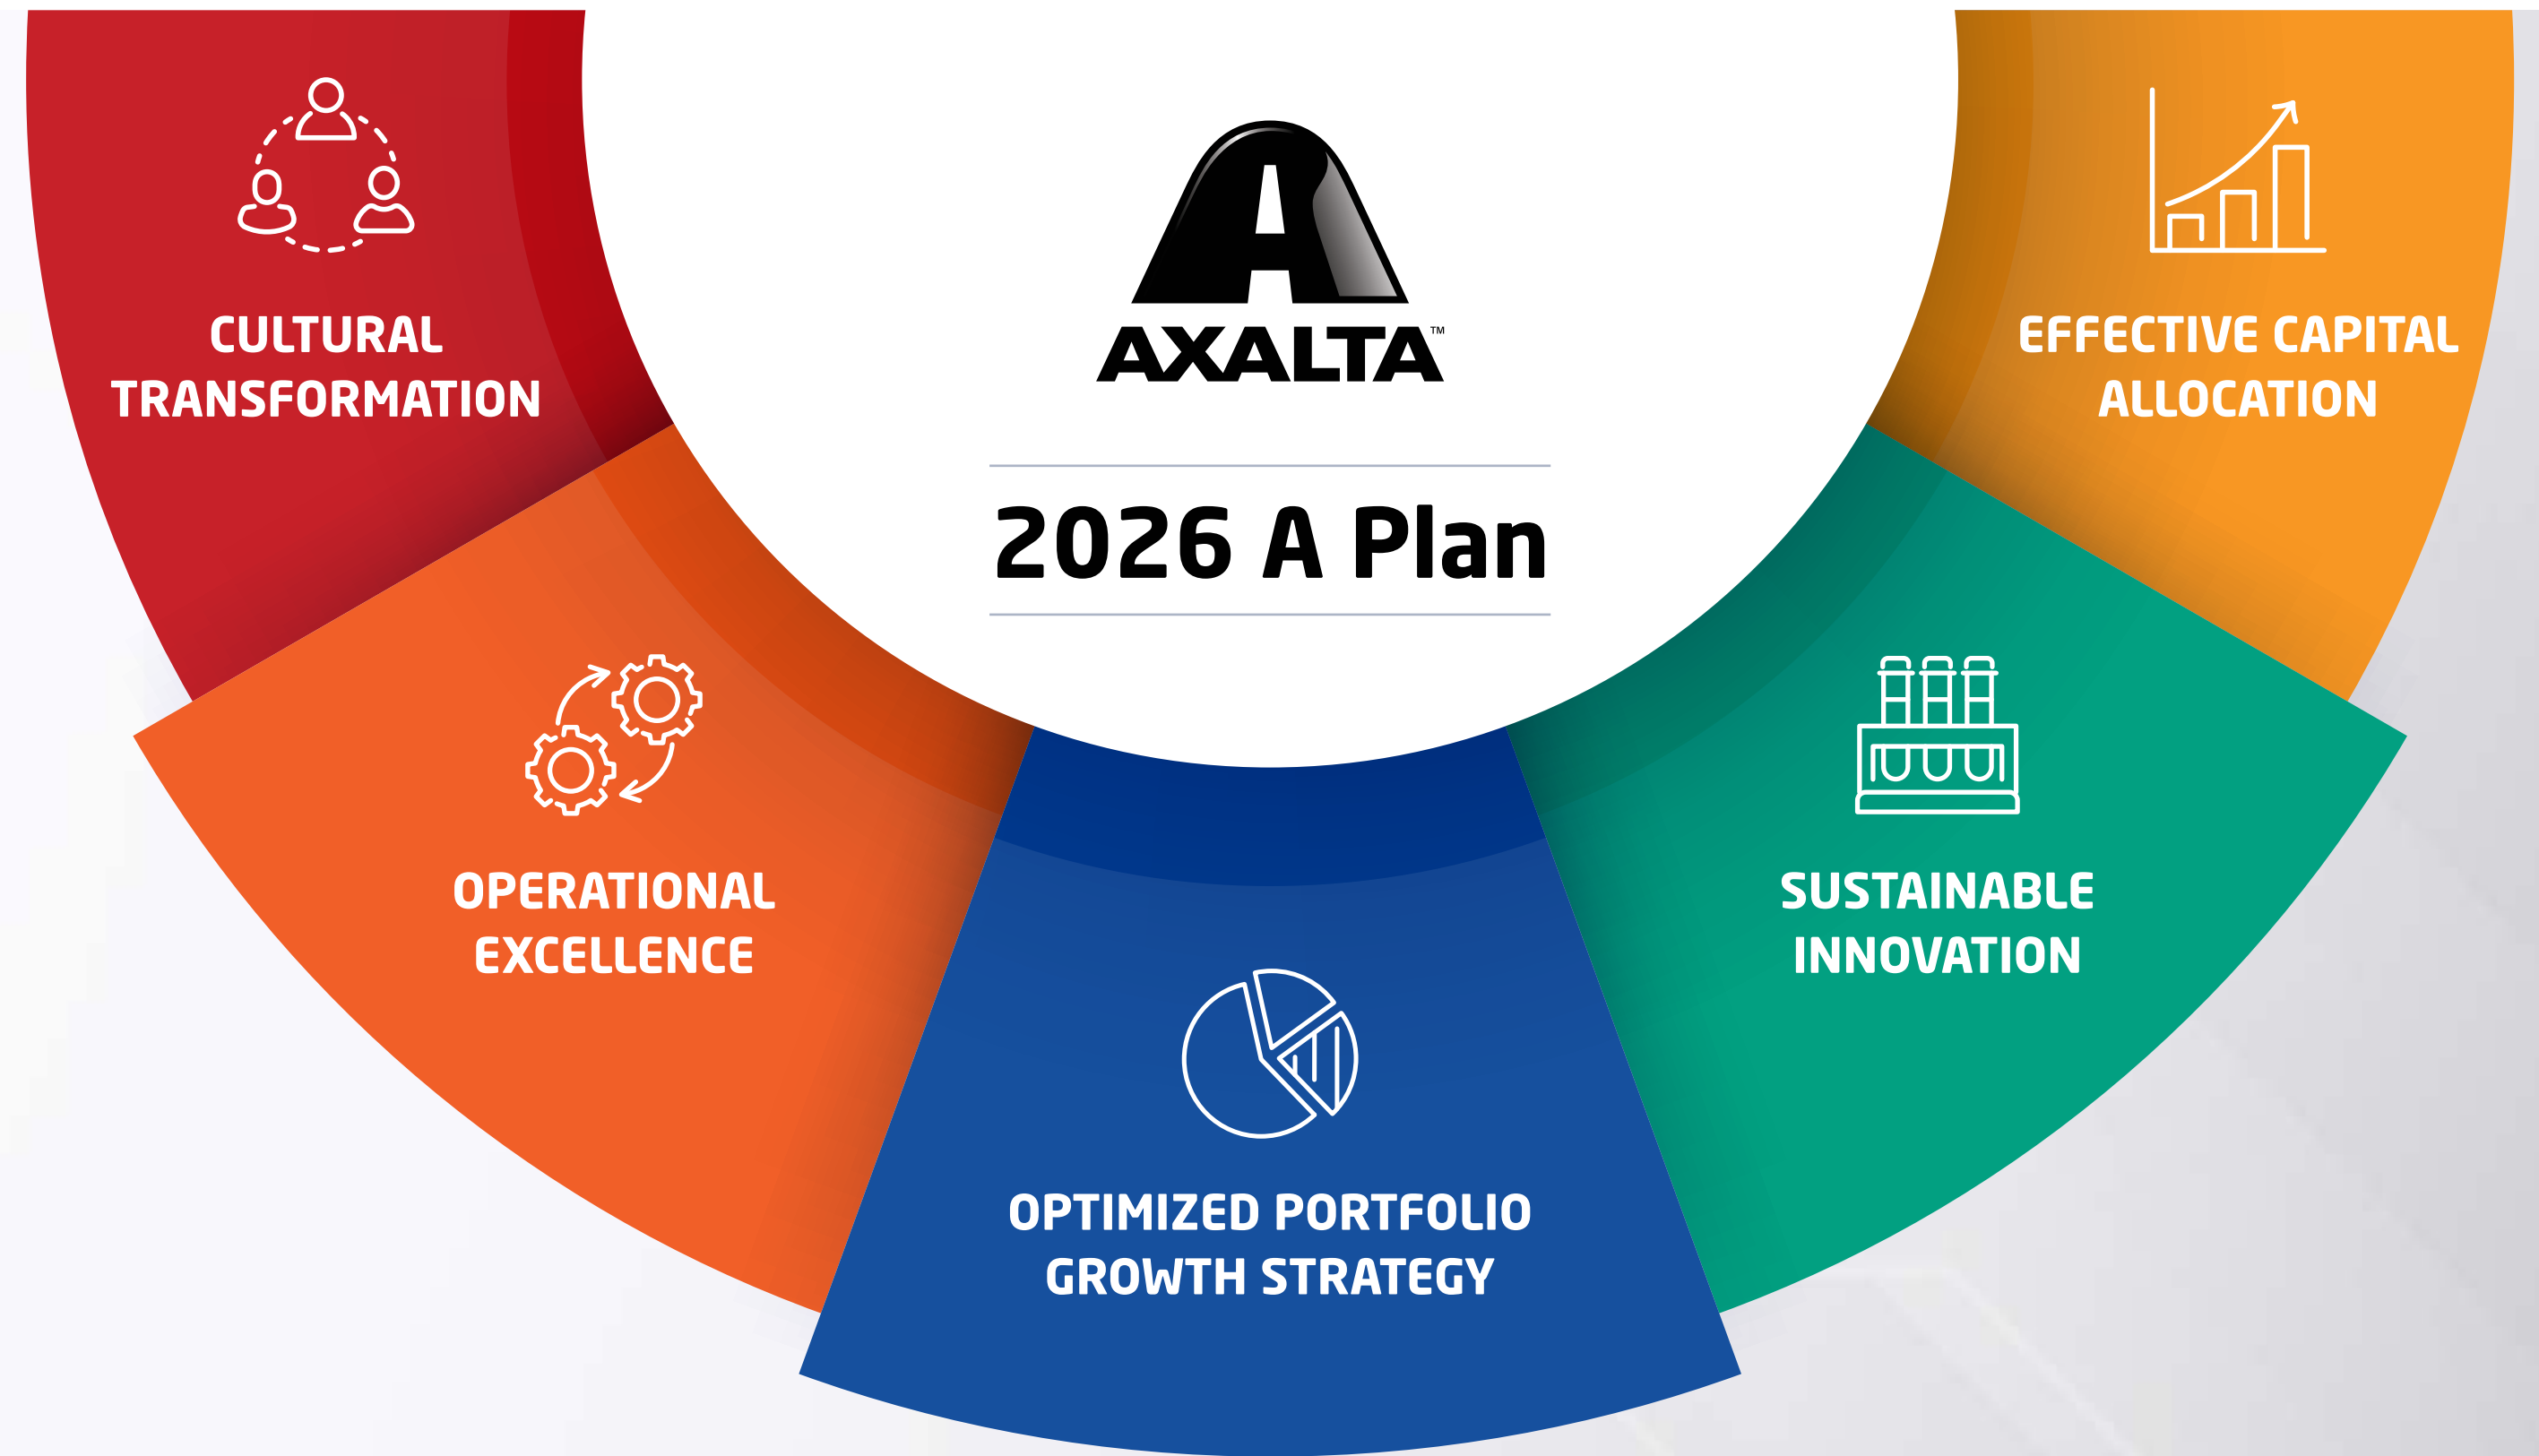 AXALTA™
2026 A Plan
CULTURAL
TRANSFORMATION
OPERATIONAL
EXCELLENCE
OPTIMIZED PORTFOLIO
GROWTH STRATEGY
SUSTAINABLE
INNOVATION
EFFECTIVE CAPITAL
ALLOCATION